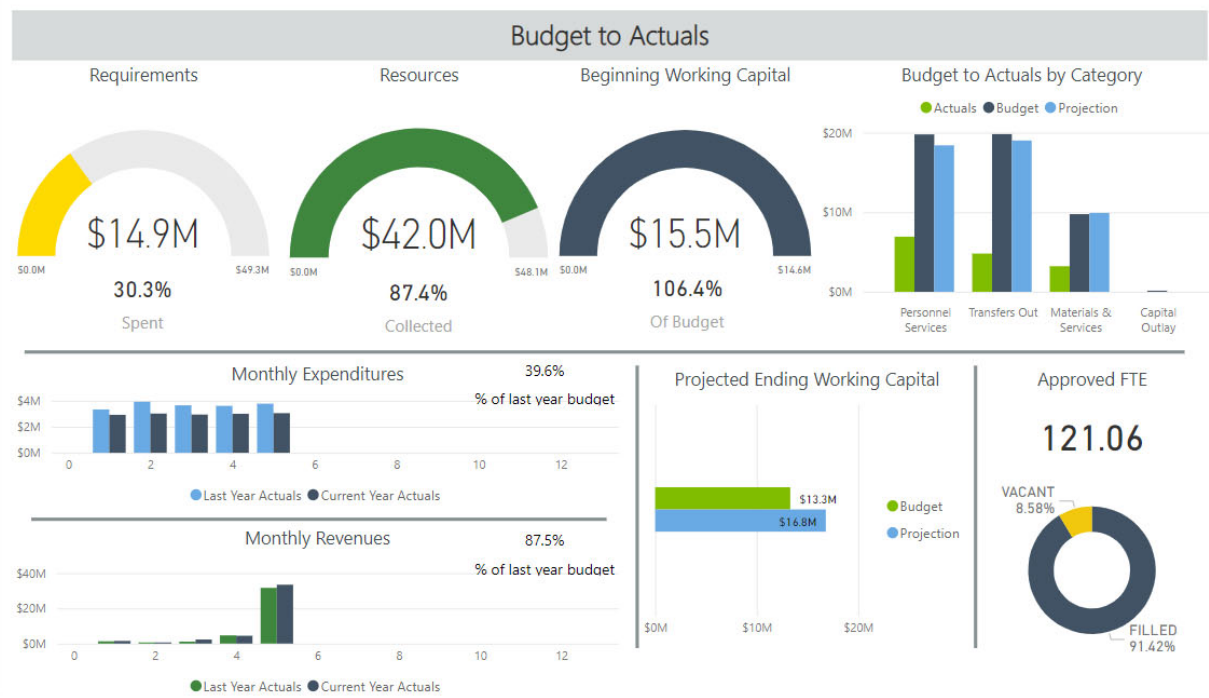 Budget to Actuals
Requirements
$14.9M
$0.0M
$49.3M
30.3%
Spent
Resources
$42.0M
$0.0M
$48.1M
87.4%
Collected
Beginning Working Capital
$15.5M
$0.0M
$14.6M
106.4%
Of Budget
Budget to Actuals by Category
Actuals Budget Projection
$20M
$10M
$0M
Personnel
Services
Transfers Out
Materials &
Services
Capital
Outlay
Monthly Expenditures
39.6%
% of last year budget
$4M
$2M
$0M
0 2 4 6 8 10 12
Last Year Actuals Current Year Actuals
Monthly Revenues
87.5%
% of last year budget
$40M
$20M
$0M
0 2 4 6 8 10 12
Last Year Actuals Current Year Actuals
Projected Ending Working Capital
$13.3M
$16.8M
Budget
Projection
$0M $10M $20M
Approved FTE
121.06
VACANT
8.58%
FILLED
91.42%